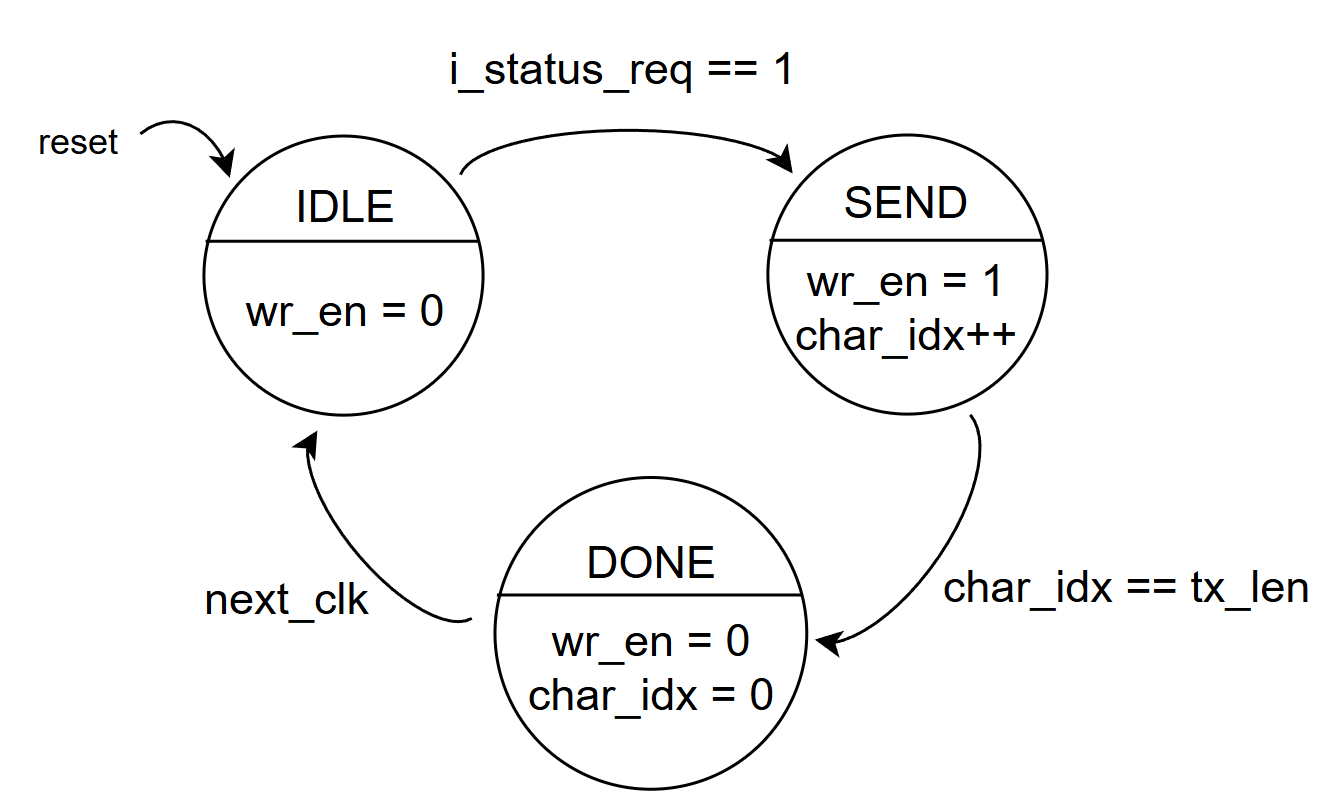 i_status_req == 1
reset
IDLE
wr_en = 0
SEND
wr_en = 1
char_idx++
char_idx == tx_len
DONE
wr_en = 0
char_idx = 0
next_clk